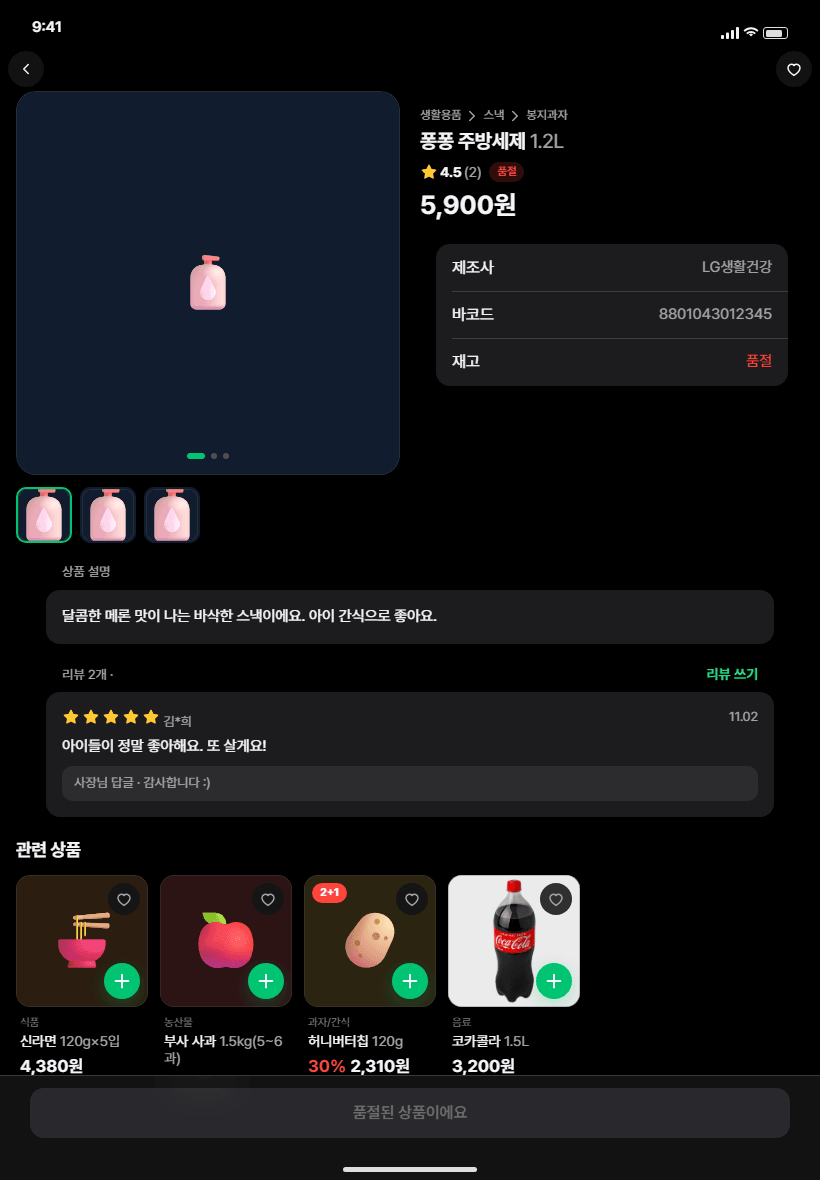 9:41
생활용품 > 스낵 > 봉지과자
퐁퐁 주방세제 1.2L
4.5 (2) 품절
5,900원
제조사 LG생활건강
바코드 8801043012345
재고 품절
상품 설명
달콤한 메론 맛이 나는 바삭한 스낵이에요. 아이 간식으로 좋아요.
리뷰 2개 · 리뷰 쓰기
김*희 11.02
아이들이 정말 좋아해요. 또 살게요!
사장님 답글 · 감사합니다 :)
관련 상품
식품
신라면 120g×5입
4,380원
농산물
부사 사과 1.5kg(5~6
과)
2+1
과자/간식
허니버터칩 120g
30% 2,310원
Coca-Cola
음료
코카콜라 1.5L
3,200원
품절된 상품이에요